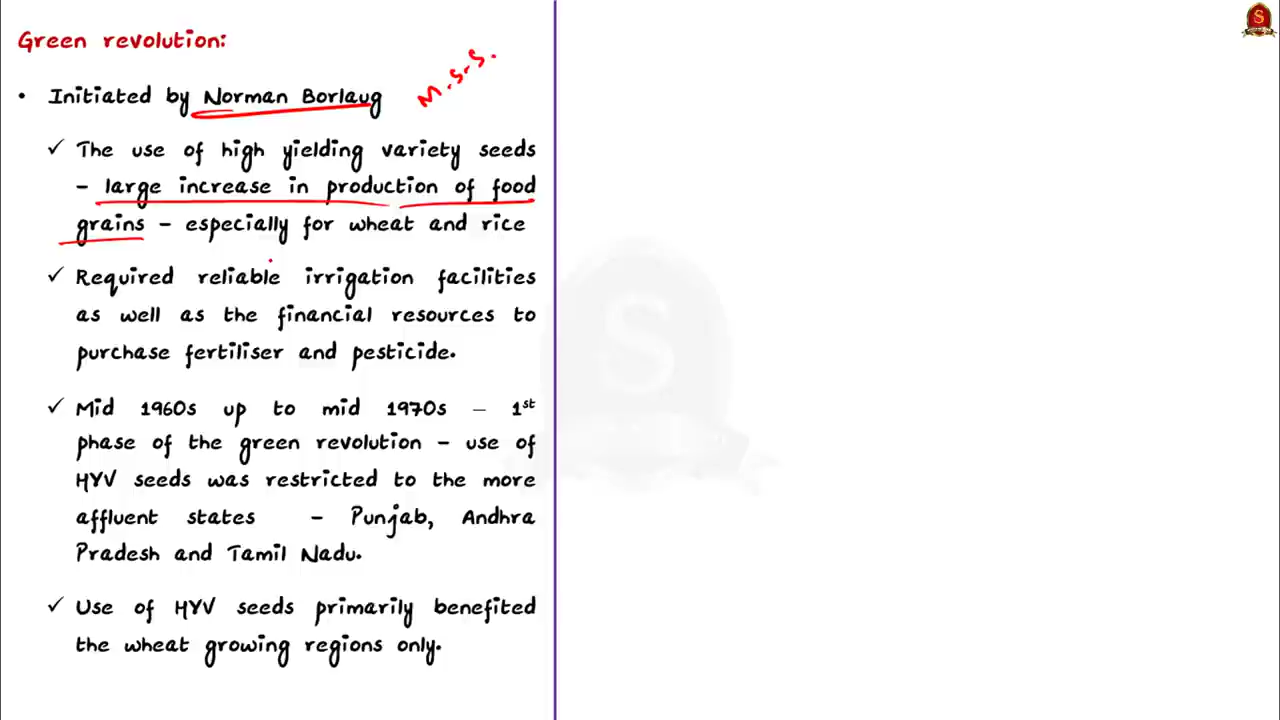 Green revolution:
• Initiated by Norman Borlaug
M.S.S.
✓ The use of high yielding variety seeds
– large increase in production of food
grains – especially for wheat and rice
✓ Required reliable irrigation facilities
as well as the financial resources to
purchase fertiliser and pesticide.
✓ Mid 1960s up to mid 1970s – 1st
phase of the green revolution – use of
HYV seeds was restricted to the more
affluent states – Punjab, Andhra
Pradesh and Tamil Nadu.
✓ Use of HYV seeds primarily benefited
the wheat growing regions only.
S
S